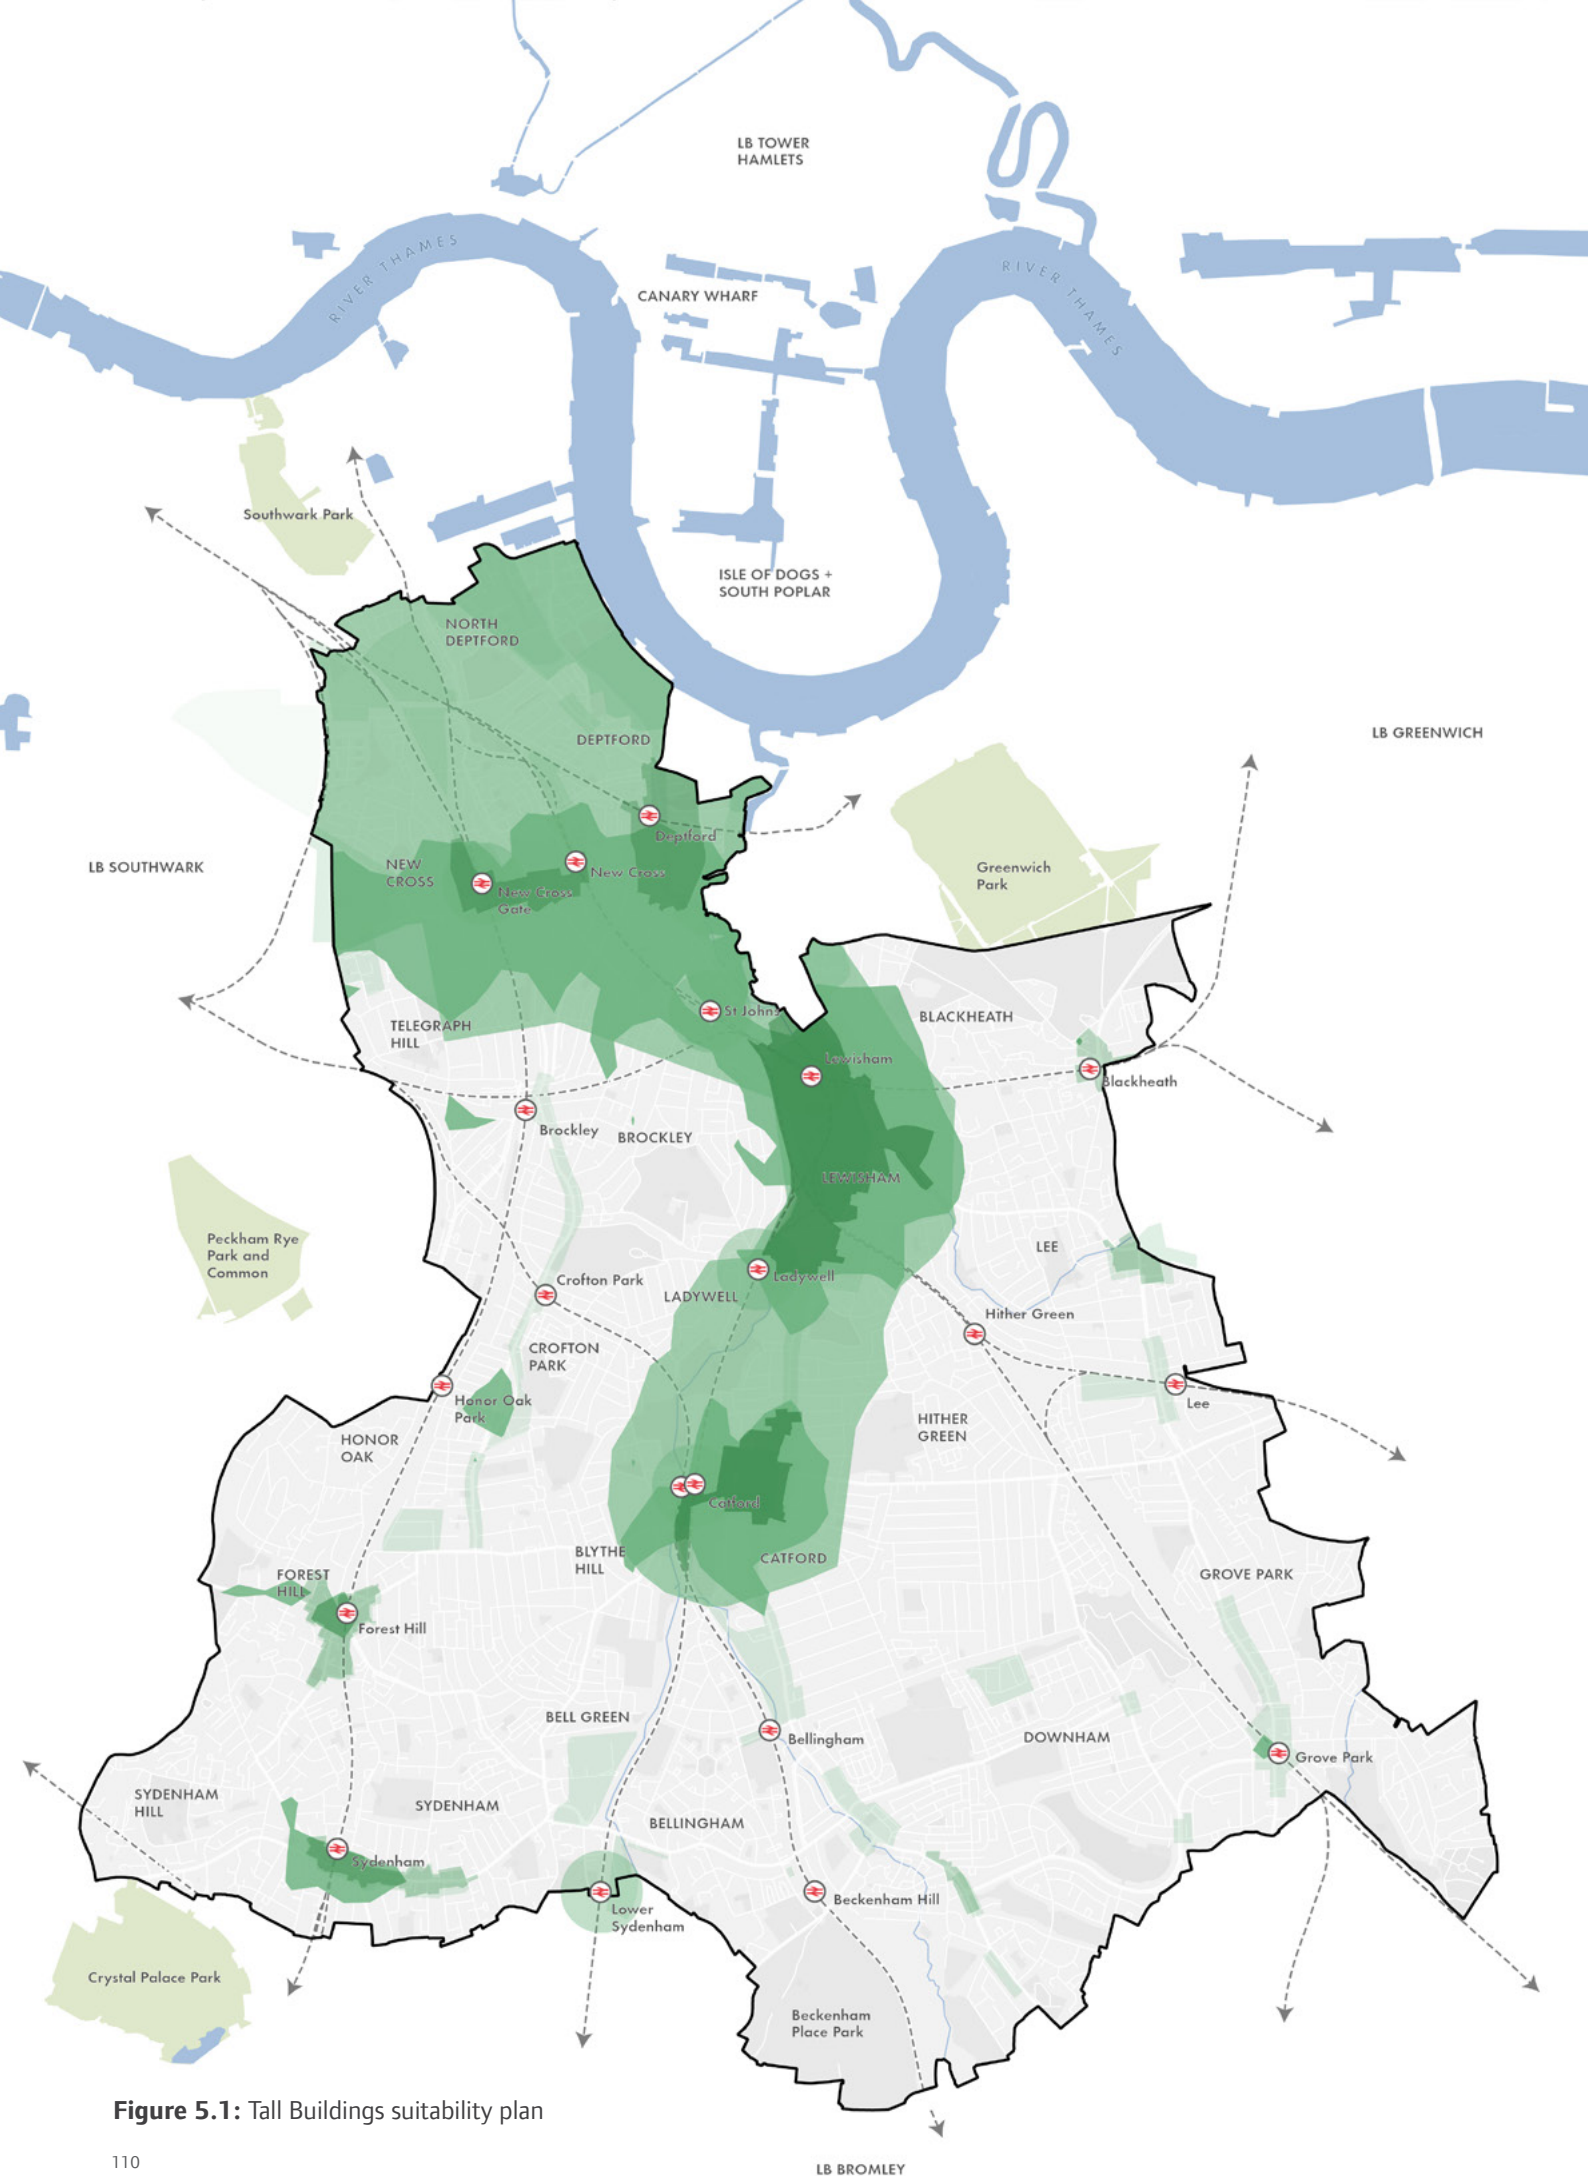 LB TOWER
HAMLETS
RIVER THAMES
RIVER THAMES
CANARY WHARF
Southwark Park
ISLE OF DOGS +
SOUTH POPLAR
NORTH
DEPTFORD
DEPTFORD
LB GREENWICH
Deptford
LB SOUTHWARK
NEW
CROSS
New Cross
New Cross
Gate
Greenwich
Park
St Johns
TELEGRAPH
HILL
BLACKHEATH
Lewisham
Blackheath
Brockley
BROCKLEY
LEWISHAM
Peckham Rye
Park and
Common
LEE
Crofton Park
Ladywell
LADYWELL
Hither Green
CROFTON
PARK
Honor Oak
Park
Lee
HONOR
OAK
HITHER
GREEN
Catford
BLYTHE
HILL
CATFORD
FOREST
HILL
GROVE PARK
Forest Hill
BELL GREEN
Bellingham
DOWNHAM
Grove Park
SYDENHAM
HILL
SYDENHAM
BELLINGHAM
Sydenham
Beckenham Hill
Lower
Sydenham
Crystal Palace Park
Beckenham
Place Park
Figure 5.1: Tall Buildings suitability plan
110
LB BROMLEY